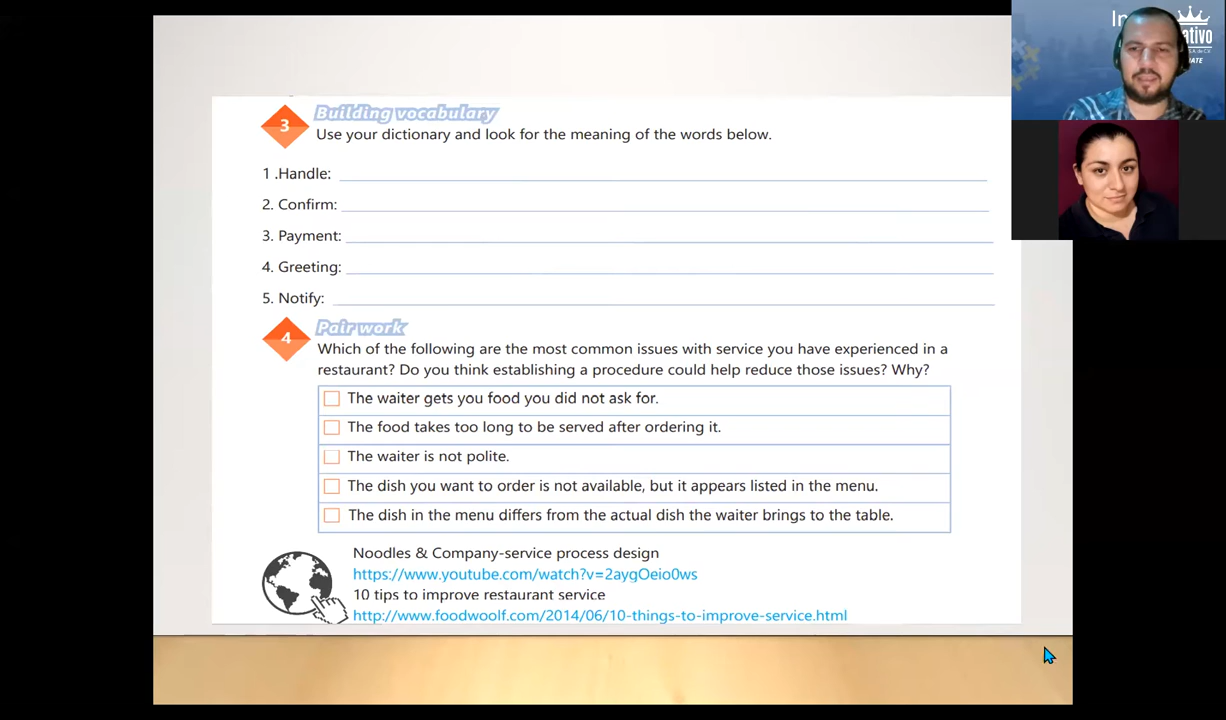 Building vocabulary
3
Use your dictionary and look for the meaning of the words below.
1 .Handle:
2. Confirm:
3. Payment:
4. Greeting:
5. Notify:
Pair work
4
Which of the following are the most common issues with service you have experienced in a
restaurant? Do you think establishing a procedure could help reduce those issues? Why?
The waiter gets you food you did not ask for.
The food takes too long to be served after ordering it.
The waiter is not polite.
The dish you want to order is not available, but it appears listed in the menu.
The dish in the menu differs from the actual dish the waiter brings to the table.
Noodles & Company-service process design
https://www.youtube.com/watch?v=2aygOeio0ws
10 tips to improve restaurant service
http://www.foodwoolf.com/2014/06/10-things-to-improve-service.html